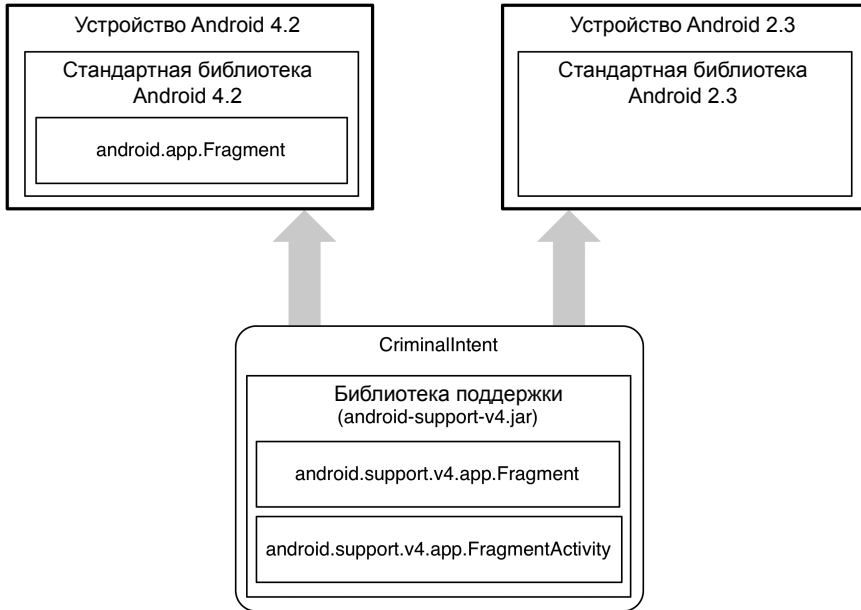 Устройство Android 4.2
Стандартная библиотека
Android 4.2
android.app.Fragment
Устройство Android 2.3
Стандартная библиотека
Android 2.3
CriminalIntent
Библиотека поддержки
(android-support-v4.jar)
android.support.v4.app.Fragment
android.support.v4.app.FragmentActivity